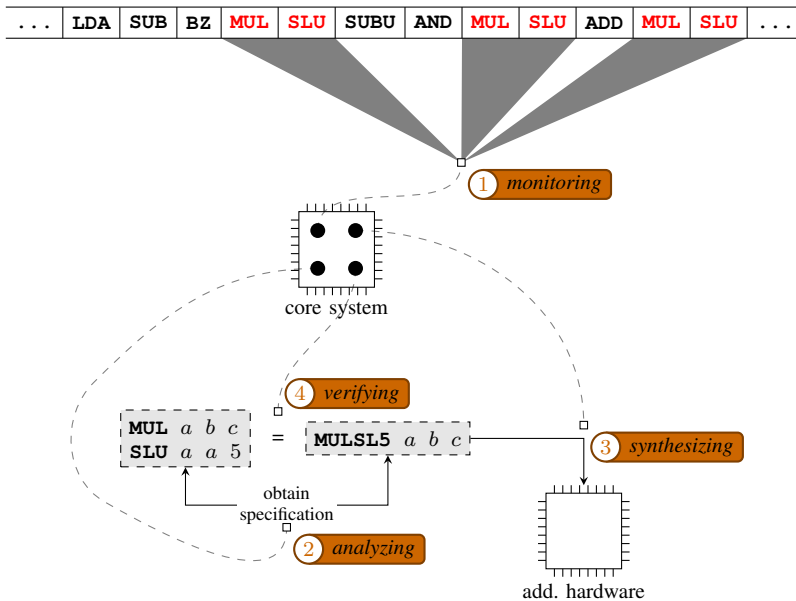 ... LDA SUB BZ MUL SLU SUBU AND MUL SLU ADD MUL SLU ...
1 monitoring
core system
4 verifying
MUL a b c
SLU a a 5
=
MULSL5 a b c
3 synthesizing
obtain
specification
2 analyzing
add. hardware